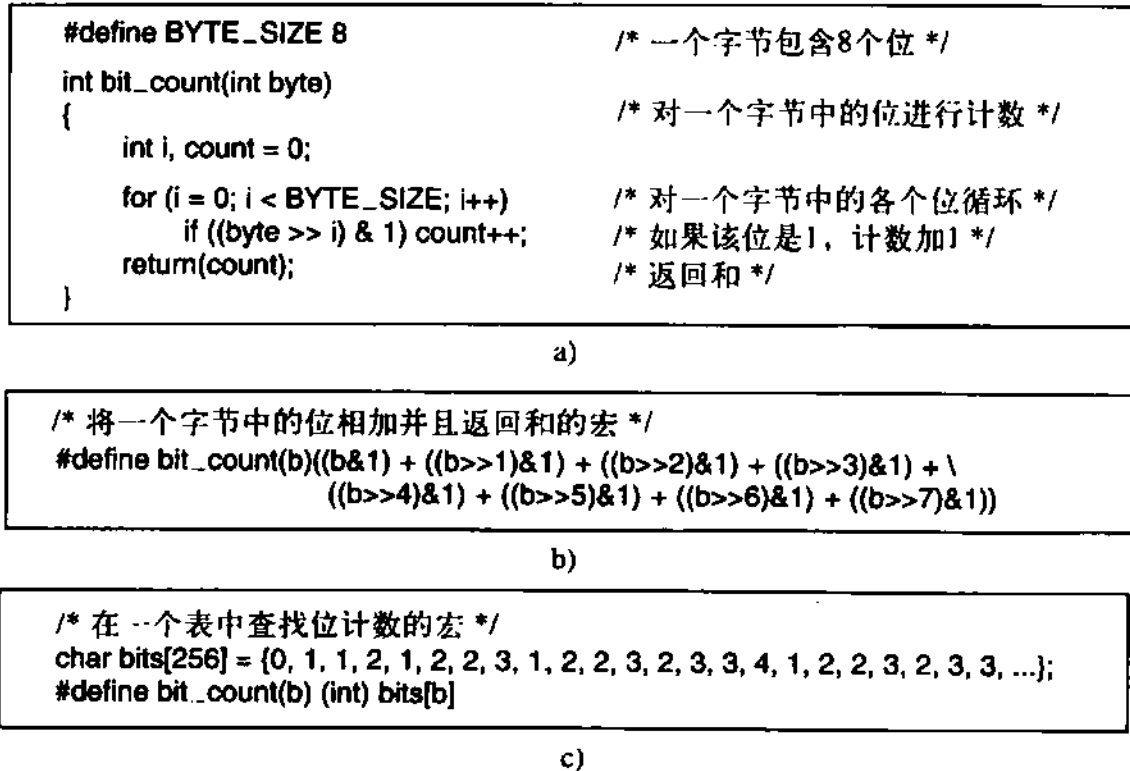 #define BYTE_SIZE 8 /* 一个字节包含8个位 */
int bit_count(int byte)
{ /* 对一个字节中的位进行计数 */
int i, count = 0;
for (i = 0; i < BYTE_SIZE; i++) /* 对一个字节中的各个位循环 */
if ((byte >> i) & 1) count++; /* 如果该位是1, 计数加1 */
return(count); /* 返回和 */
}
a)
/* 将一个字节中的位相加并且返回和的宏 */
#define bit_count(b)((b&1) + ((b>>1)&1) + ((b>>2)&1) + ((b>>3)&1) + \
((b>>4)&1) + ((b>>5)&1) + ((b>>6)&1) + ((b>>7)&1))
b)
/* 在一个表中查找位计数的宏 */
char bits[256] = {0, 1, 1, 2, 1, 2, 2, 3, 1, 2, 2, 3, 2, 3, 3, 4, 1, 2, 2, 3, 2, 3, 3, ...};
#define bit_count(b) (int) bits[b]
c)